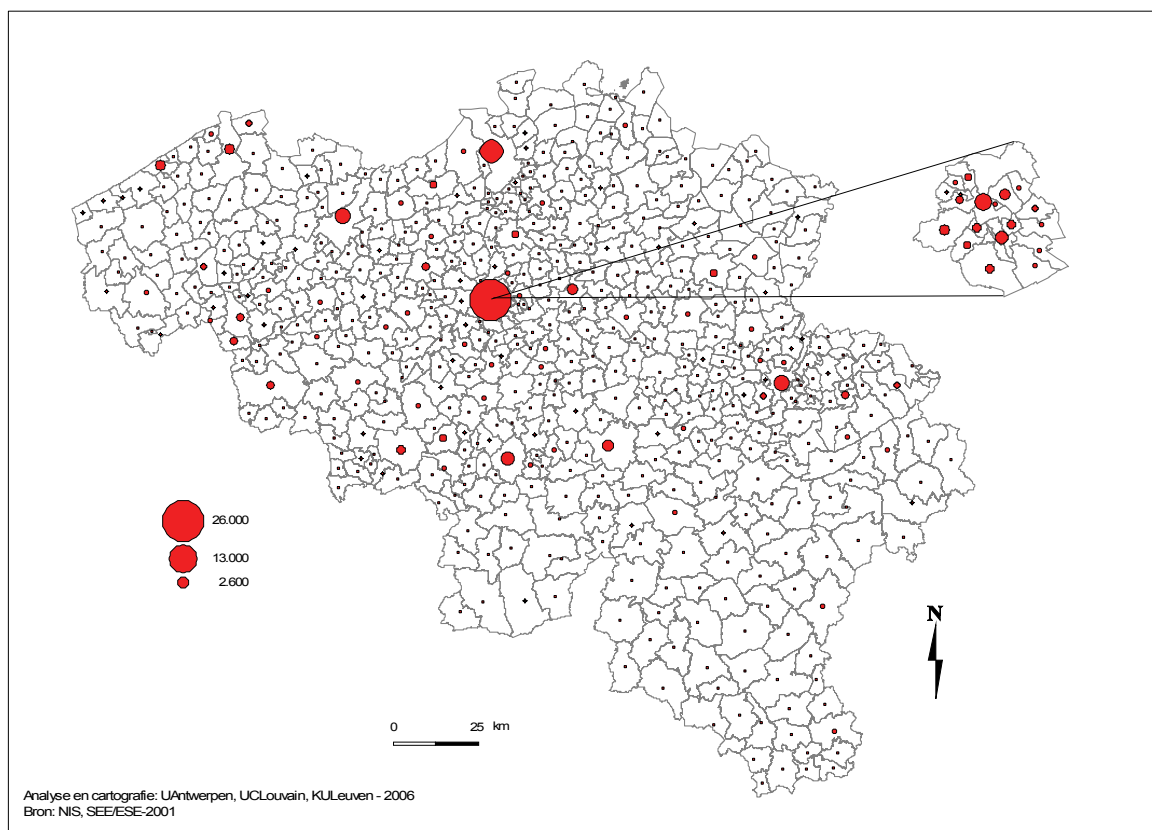 26.000
13.000
2.600
N
0 25 km
Analyse en cartografie: UAntwerpen, UCLouvain, KULeuven - 2006
Bron: NIS, SEE/ESE-2001